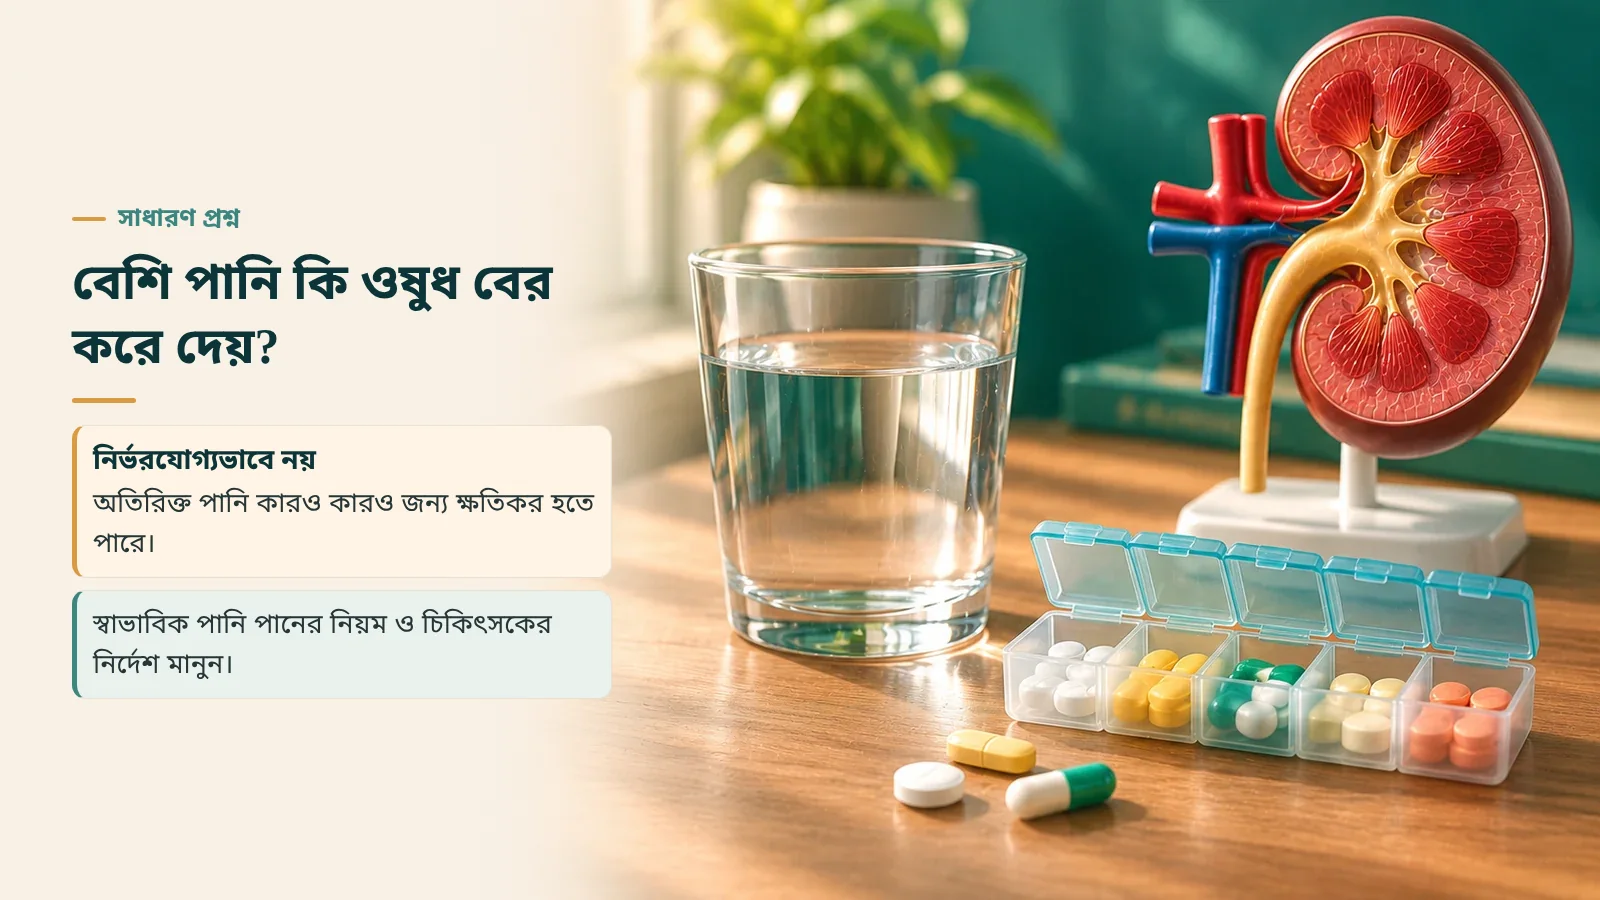 সাধারণ প্রশ্ন
বেশি পানি কি ওষুধ বের
করে দেয়?
নির্ভরযোগ্যভাবে নয়
অতিরিক্ত পানি কারও কারও জন্য ক্ষতিকর হতে
পারে।
স্বাভাবিক পানি পানের নিয়ম ও চিকিৎসকের
নির্দেশ মানুন।